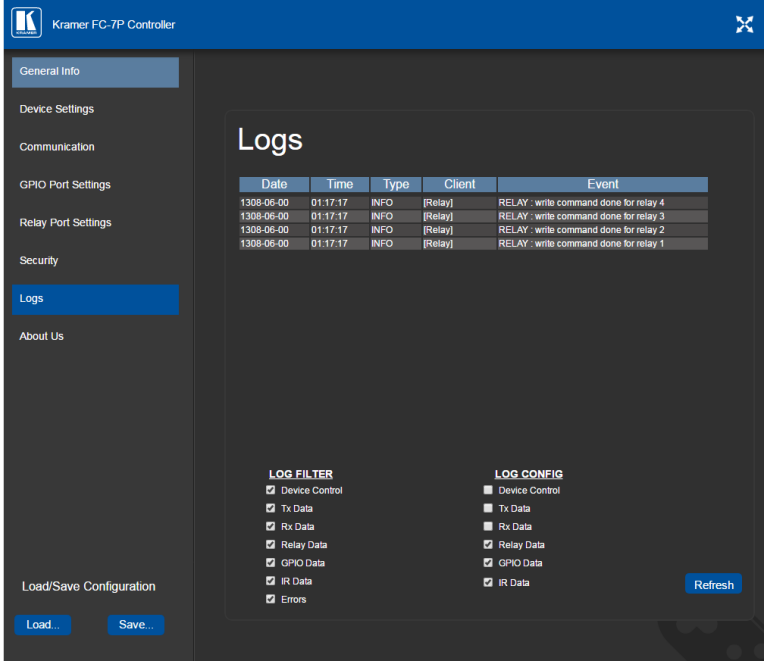 K
KRAMER
Kramer FC-7P Controller
General Info
Device Settings
Communication
GPIO Port Settings
Relay Port Settings
Security
Logs
About Us
Load/Save Configuration
Load...
Save...
Logs
Date Time Type Client Event
1308-06-00 01:17:17 INFO [Relay] RELAY : write command done for relay 4
1308-06-00 01:17:17 INFO [Relay] RELAY : write command done for relay 3
1308-06-00 01:17:17 INFO [Relay] RELAY : write command done for relay 2
1308-06-00 01:17:17 INFO [Relay] RELAY : write command done for relay 1
LOG FILTER
Device Control
Tx Data
Rx Data
Relay Data
GPIO Data
IR Data
Errors
LOG CONFIG
Device Control
Tx Data
Rx Data
Relay Data
GPIO Data
IR Data
Refresh